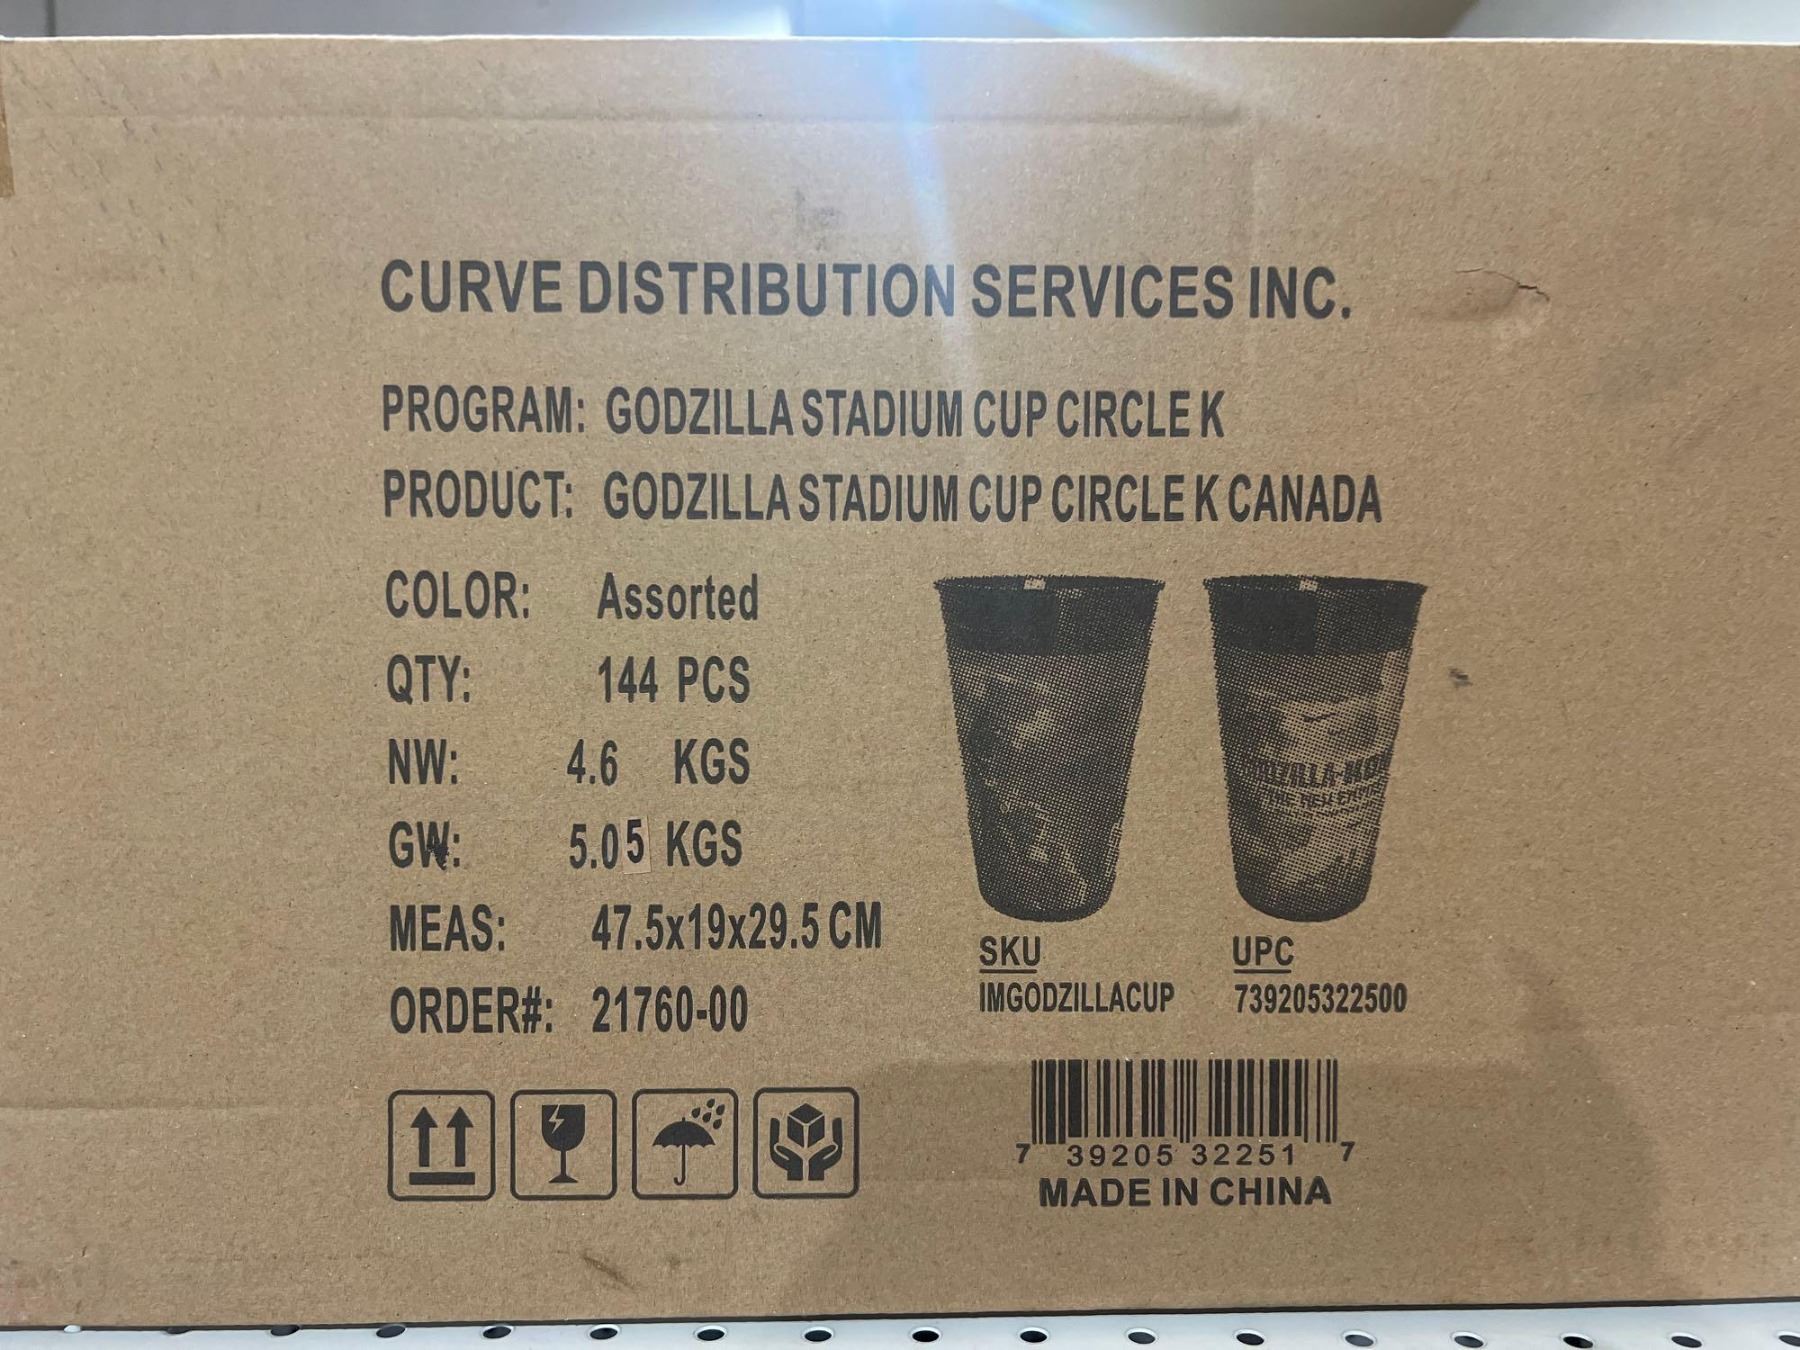 CURVE DISTRIBUTION SERVICES INC.
PROGRAM: GODZILLA STADIUM CUP CIRCLE K
PRODUCT: GODZILLA STADIUM CUP CIRCLE K CANADA
COLOR: Assorted
QTY: 144 PCS
NW: 4.6 KGS
GW: 5.05 KGS
MEAS: 47.5x19x29.5 CM
ORDER#: 21760-00
THE NEW
SKU
IMGODZILLACUP
UPC
739205322500
7 39205 32251 7
MADE IN CHINA